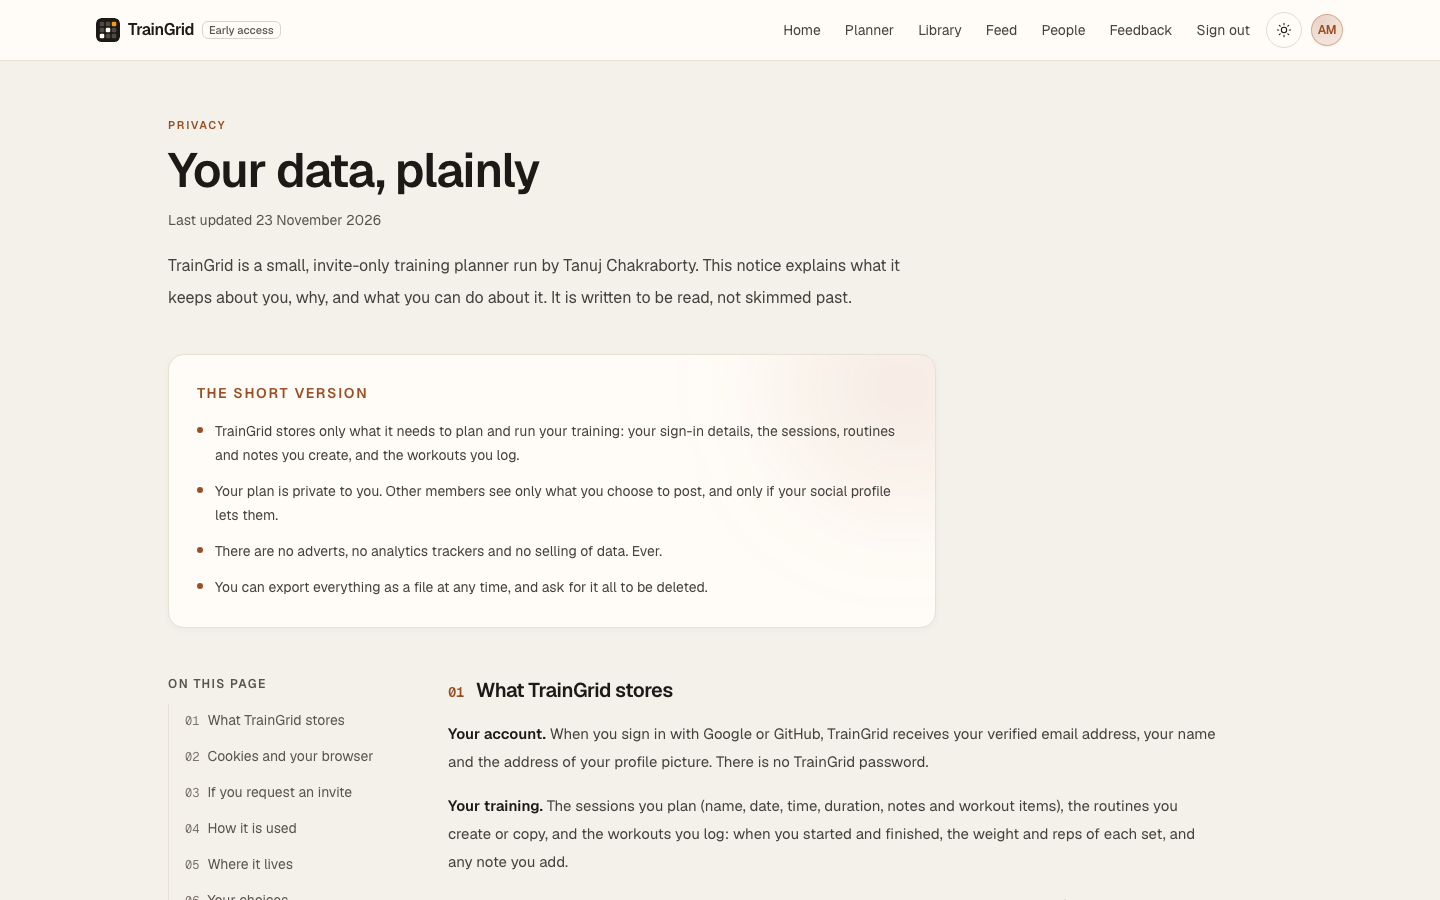 TrainGrid Early access Home Planner Library Feed People Feedback Sign out AM
PRIVACY
Your data, plainly
Last updated 23 November 2026
TrainGrid is a small, invite-only training planner run by Tanuj Chakraborty. This notice explains what it
keeps about you, why, and what you can do about it. It is written to be read, not skimmed past.
THE SHORT VERSION
TrainGrid stores only what it needs to plan and run your training: your sign-in details, the sessions, routines
and notes you create, and the workouts you log.
Your plan is private to you. Other members see only what you choose to post, and only if your social profile
lets them.
There are no adverts, no analytics trackers and no selling of data. Ever.
You can export everything as a file at any time, and ask for it all to be deleted.
ON THIS PAGE
01 What TrainGrid stores
02 Cookies and your browser
03 If you request an invite
04 How it is used
05 Where it lives
06 Your choices
01 What TrainGrid stores
Your account. When you sign in with Google or GitHub, TrainGrid receives your verified email address, your name
and the address of your profile picture. There is no TrainGrid password.
Your training. The sessions you plan (name, date, time, duration, notes and workout items), the routines you
create or copy, and the workouts you log: when you started and finished, the weight and reps of each set, and
any note you add.